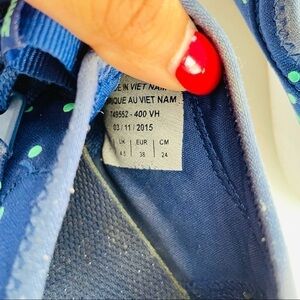 IN VIET NAM
QUE AU VIET NAM
749552 - 400 VH
03 / 11 / 2015
UK EUR CM
4.5 38 24